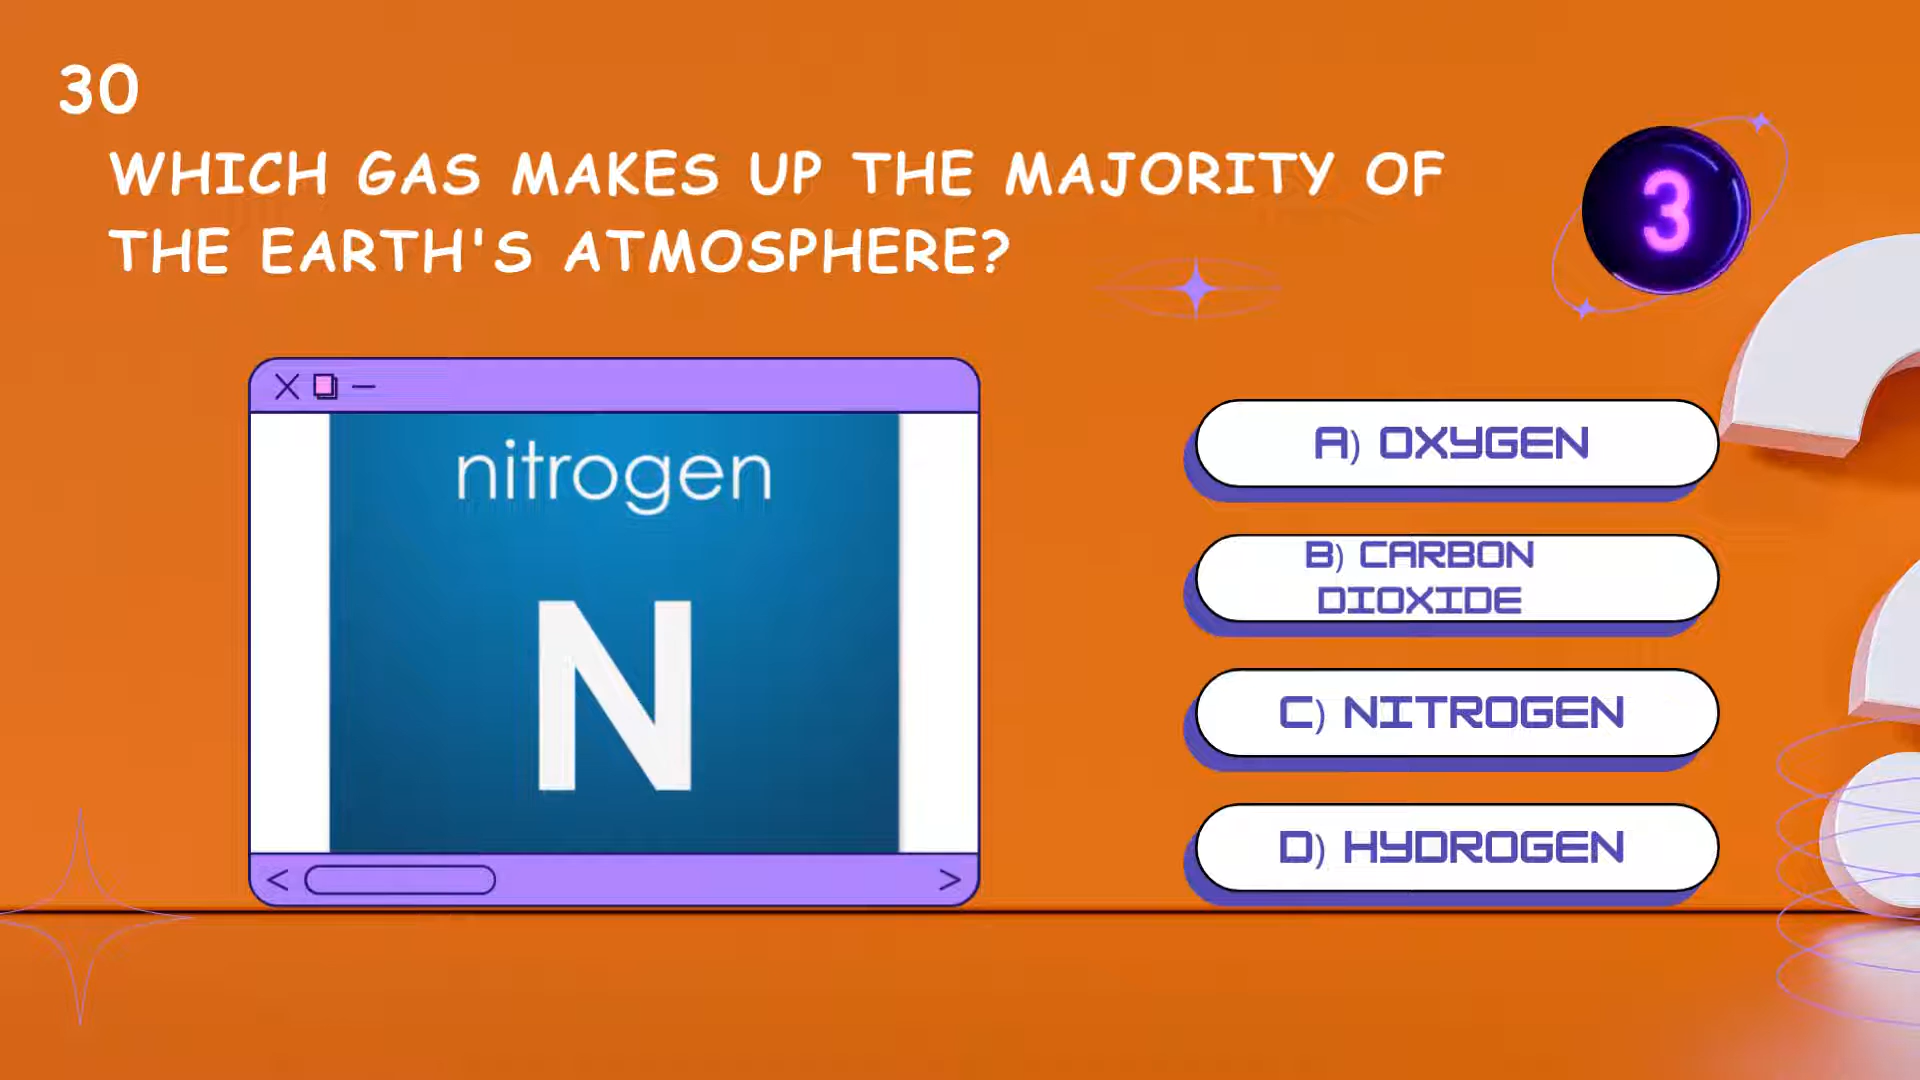 30
WHICH GAS MAKES UP THE MAJORITY OF
THE EARTH'S ATMOSPHERE?
3
nitrogen
N
A) OXYGEN
B) CARBON
DIOXIDE
C) NITROGEN
D) HYDROGEN